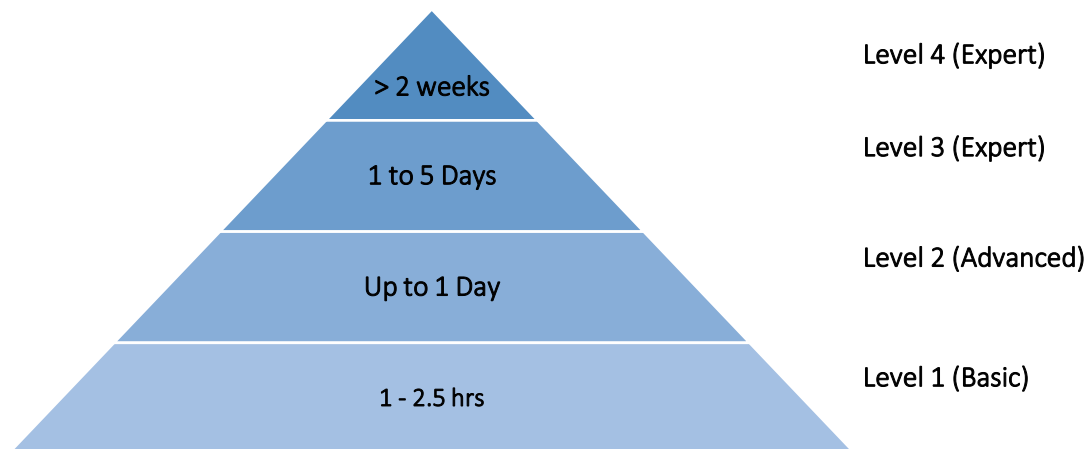 Level 4 (Expert)
> 2 weeks
Level 3 (Expert)
1 to 5 Days
Level 2 (Advanced)
Up to 1 Day
Level 1 (Basic)
1 - 2.5 hrs